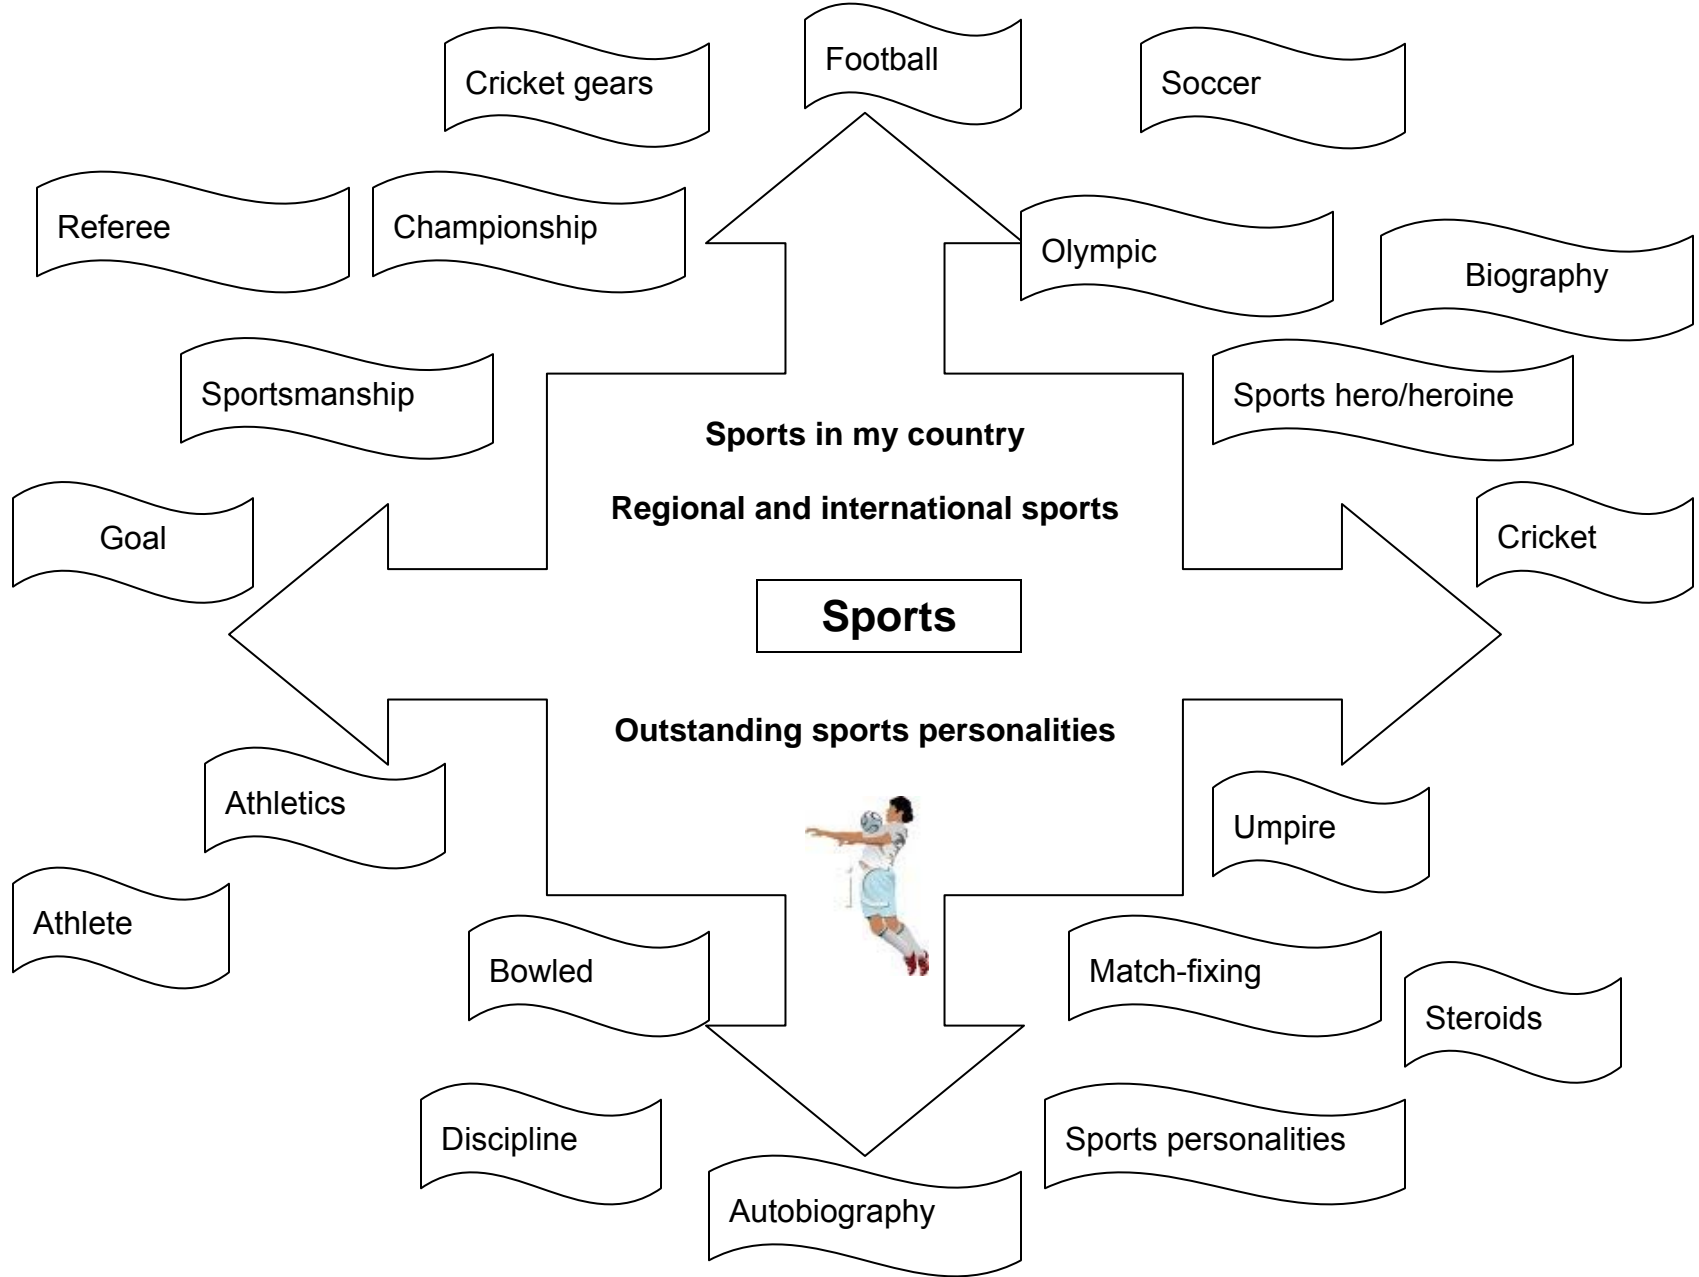 Football
Cricket gears
Soccer
Referee
Championship
Olympic
Biography
Sportsmanship
Sports hero/heroine
Sports in my country
Regional and international sports
Goal
Cricket
Sports
Outstanding sports personalities
Athletics
Umpire
Athlete
Bowled
Match-fixing
Steroids
Discipline
Sports personalities
Autobiography